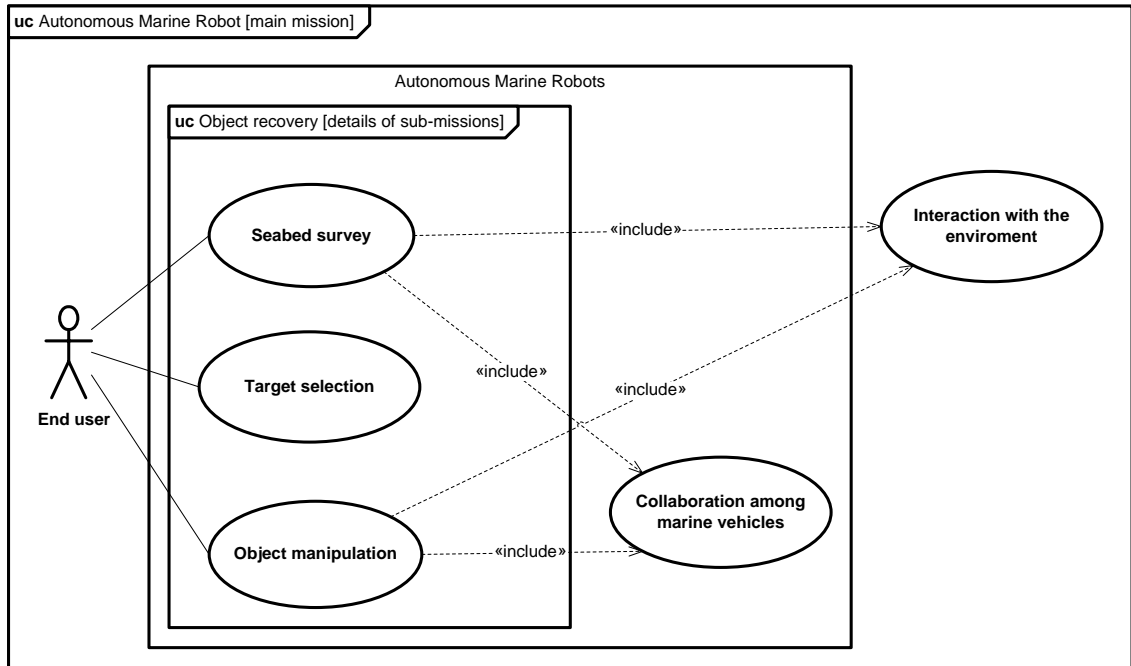 uc Autonomous Marine Robot [main mission]
Autonomous Marine Robots
uc Object recovery [details of sub-missions]
Seabed survey
«include»
Interaction with the
enviroment
«include»
Target selection
«include»
End user
Collaboration among
marine vehicles
Object manipulation
«include»